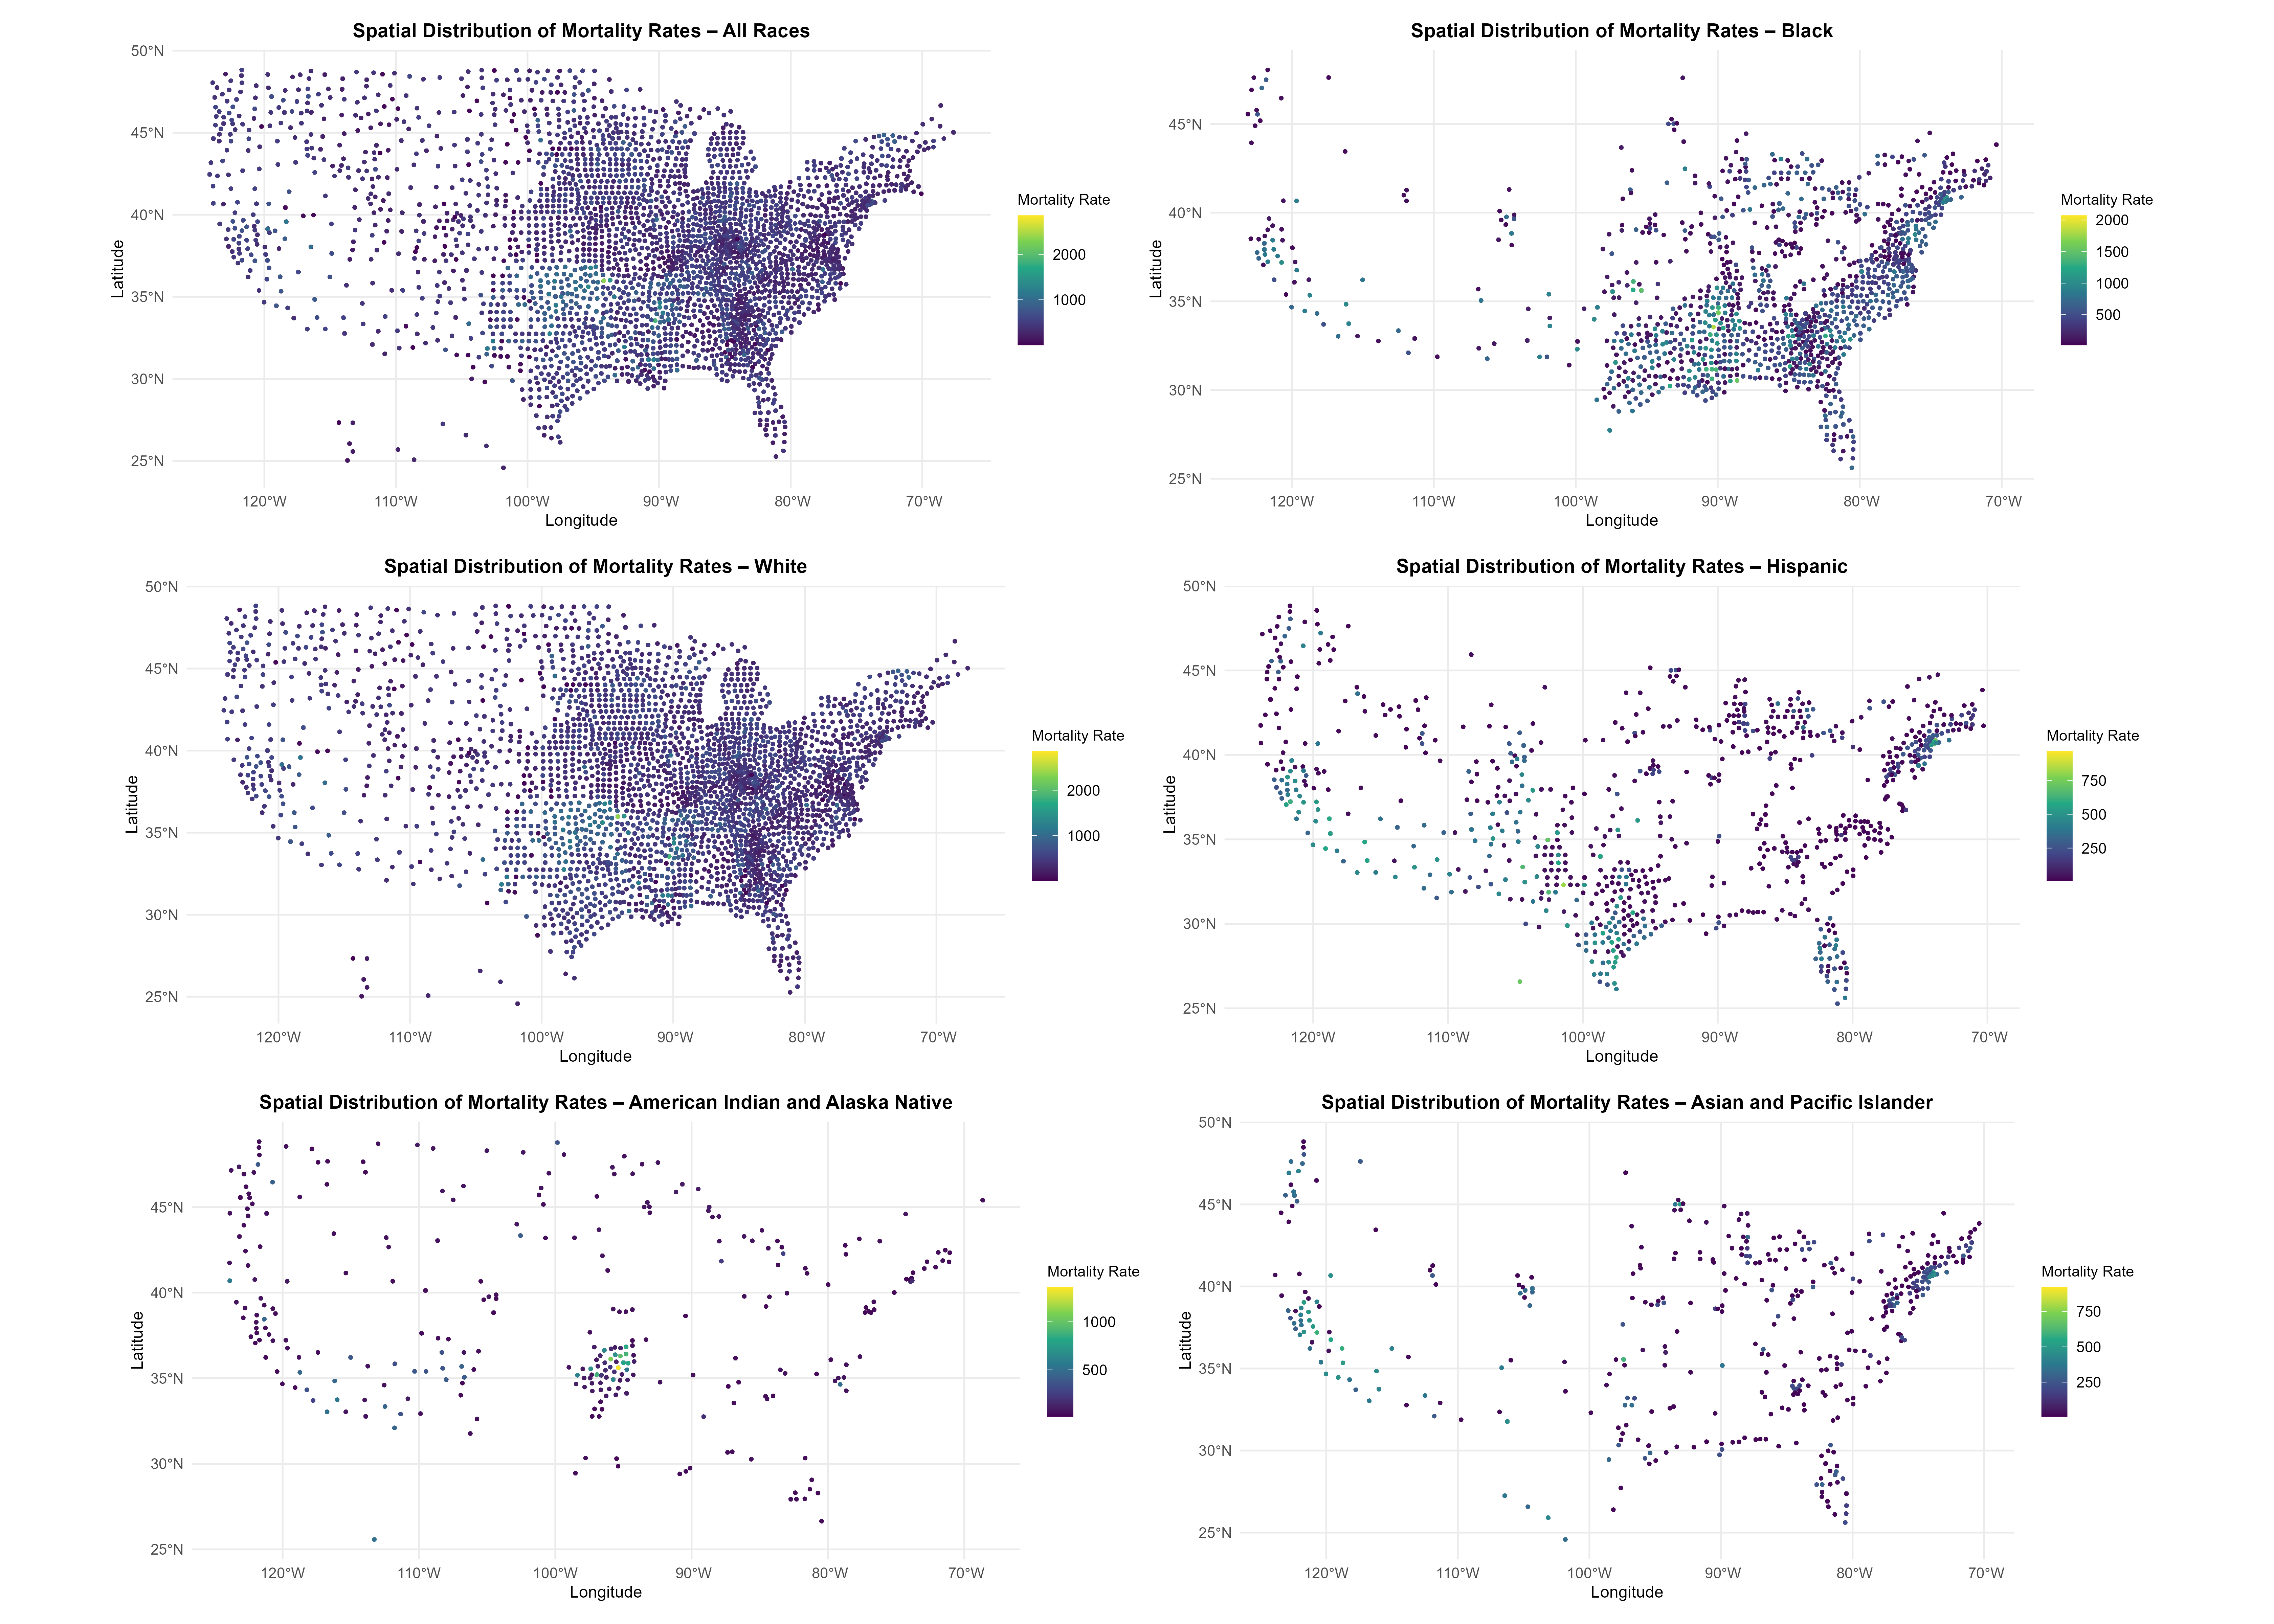 Spatial Distribution of Mortality Rates – All Races
50°N
45°N
40°N
35°N
30°N
25°N
Latitude
120°W 110°W 100°W 90°W 80°W 70°W
Longitude
Mortality Rate
2000
1000
Spatial Distribution of Mortality Rates – Black
45°N
40°N
35°N
30°N
25°N
Latitude
120°W 110°W 100°W 90°W 80°W 70°W
Longitude
Mortality Rate
2000
1500
1000
500
Spatial Distribution of Mortality Rates – White
50°N
45°N
40°N
35°N
30°N
25°N
Latitude
120°W 110°W 100°W 90°W 80°W 70°W
Longitude
Mortality Rate
2000
1000
Spatial Distribution of Mortality Rates – Hispanic
50°N
45°N
40°N
35°N
30°N
25°N
Latitude
120°W 110°W 100°W 90°W 80°W 70°W
Longitude
Mortality Rate
750
500
250
Spatial Distribution of Mortality Rates – American Indian and Alaska Native
45°N
40°N
35°N
30°N
25°N
Latitude
120°W 110°W 100°W 90°W 80°W 70°W
Longitude
Mortality Rate
1000
500
Spatial Distribution of Mortality Rates – Asian and Pacific Islander
50°N
45°N
40°N
35°N
30°N
25°N
Latitude
120°W 110°W 100°W 90°W 80°W 70°W
Longitude
Mortality Rate
750
500
250